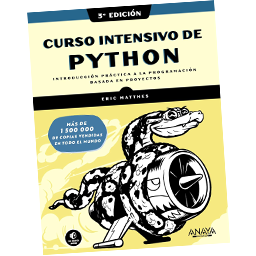 3ª EDICIÓN
CURSO INTENSIVO DE
PYTHON
INTRODUCCIÓN PRÁCTICA A LA PROGRAMACIÓN
BASADA EN PROYECTOS
ERIC MATTHES
MÁS DE
1 500 000
DE COPIAS VENDIDAS
EN TODO EL MUNDO
ANAYA